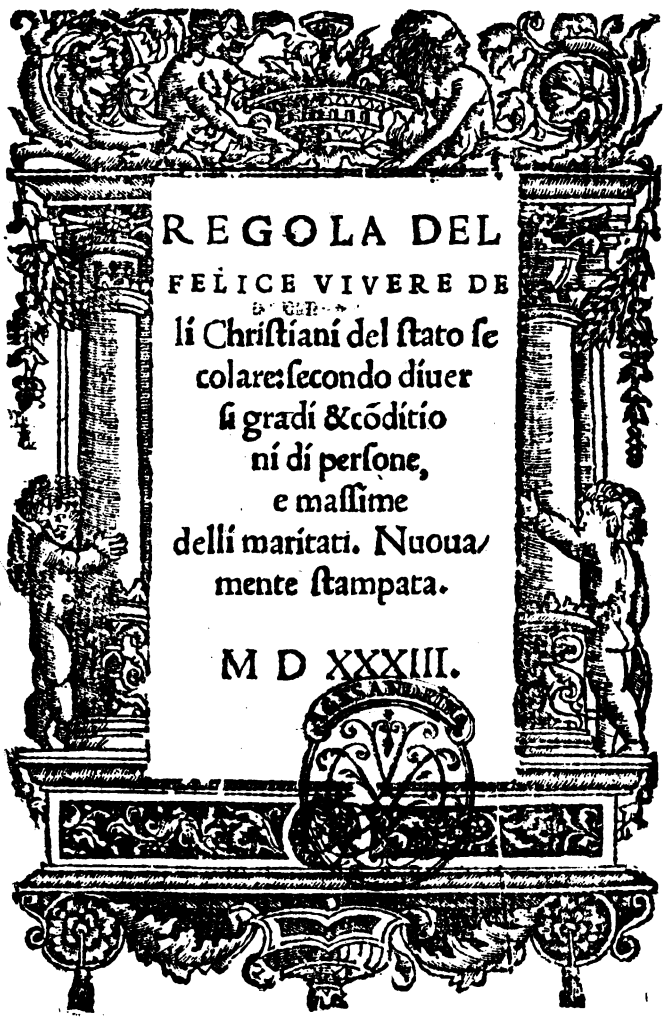 REGOLA DEL
FELICE VIVERE DE
li Chriſtiani del ſtato ſe
colare: ſecondo diuer
ſi gradi & cōditio
ni di perſone,
e maſſime
delli maritati. Nuoua/
mente ſtampata.
M D XXXIII.